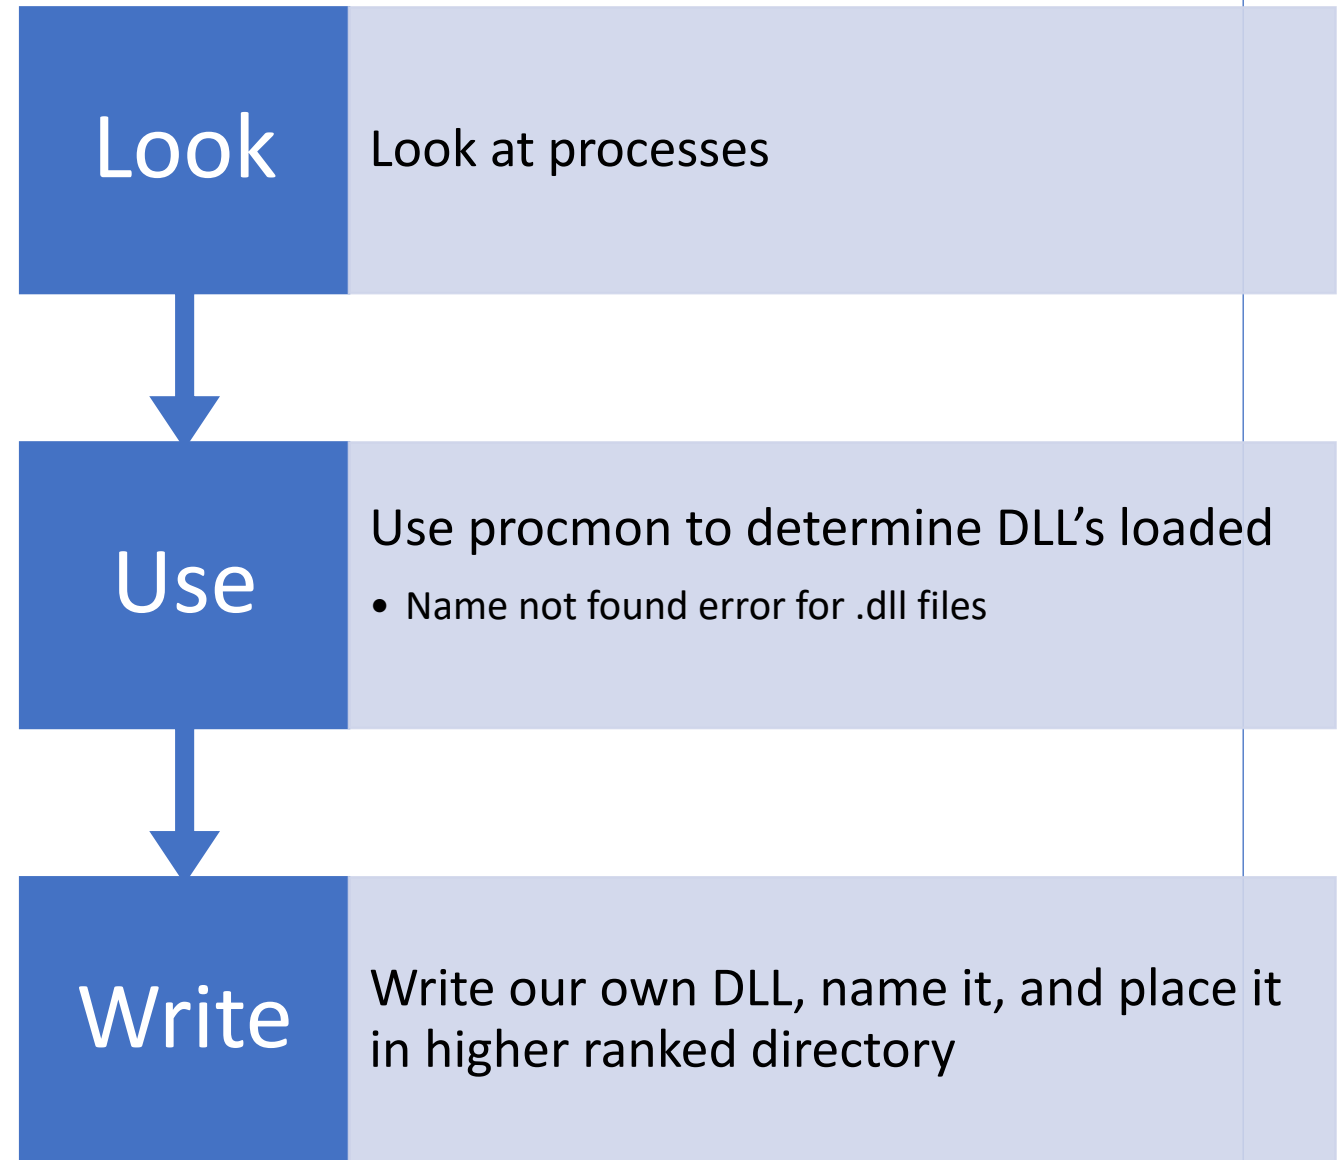 Look
Look at processes
Use
Use procmon to determine DLL’s loaded
• Name not found error for .dll files
Write
Write our own DLL, name it, and place it
in higher ranked directory